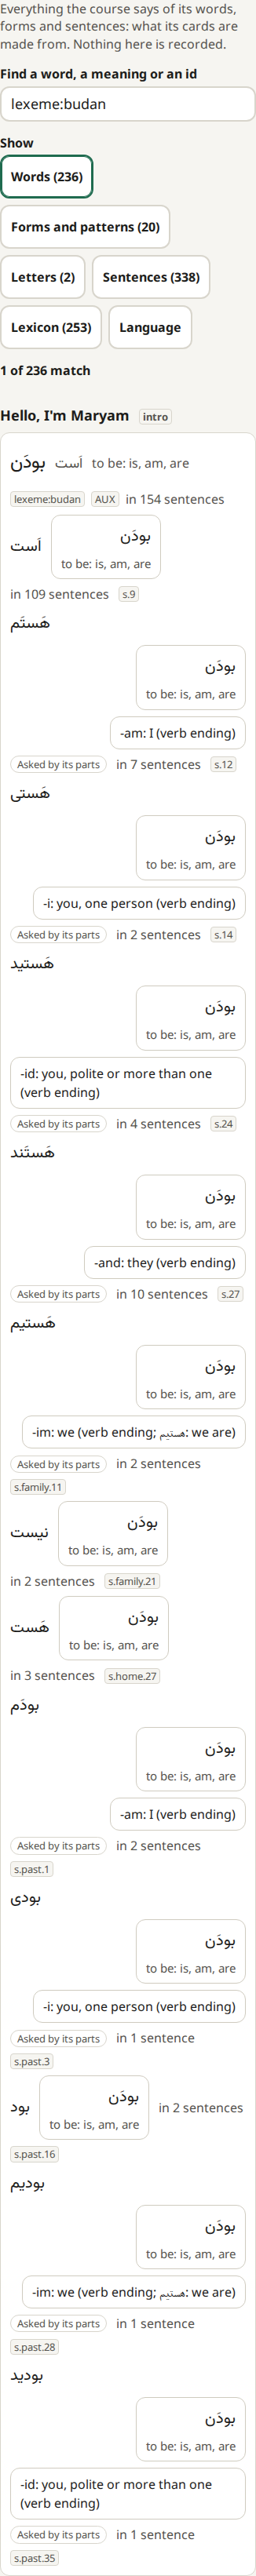 Everything the course says of its words,
forms and sentences: what its cards are
made from. Nothing here is recorded.
Find a word, a meaning or an id
lexeme:budan
Show
Words (236)
Forms and patterns (20)
Letters (2) Sentences (338)
Lexicon (253) Language
1 of 236 match
Hello, I'm Maryam intro
بودَن اَست to be: is, am, are
lexeme:budan AUX in 154 sentences
اَست بودَن
to be: is, am, are
in 109 sentences s.9
هَستَم
بودَن
to be: is, am, are
-am: I (verb ending)
Asked by its parts in 7 sentences s.12
هَستی
بودَن
to be: is, am, are
-i: you, one person (verb ending)
Asked by its parts in 2 sentences s.14
هَستید
بودَن
to be: is, am, are
-id: you, polite or more than one
(verb ending)
Asked by its parts in 4 sentences s.24
هَستَند
بودَن
to be: is, am, are
-and: they (verb ending)
Asked by its parts in 10 sentences s.27
هَستیم
بودَن
to be: is, am, are
-im: we (verb ending; هستیم: we are)
Asked by its parts in 2 sentences
s.family.11
نیست بودَن
to be: is, am, are
in 2 sentences s.family.21
هَست بودَن
to be: is, am, are
in 3 sentences s.home.27
بودَم
بودَن
to be: is, am, are
-am: I (verb ending)
Asked by its parts in 2 sentences
s.past.1
بودی
بودَن
to be: is, am, are
-i: you, one person (verb ending)
Asked by its parts in 1 sentence
s.past.3
بود بودَن in 2 sentences
to be: is, am, are
s.past.16
بودیم
بودَن
to be: is, am, are
-im: we (verb ending; هستیم: we are)
Asked by its parts in 1 sentence
s.past.28
بودید
بودَن
to be: is, am, are
-id: you, polite or more than one
(verb ending)
Asked by its parts in 1 sentence
s.past.35